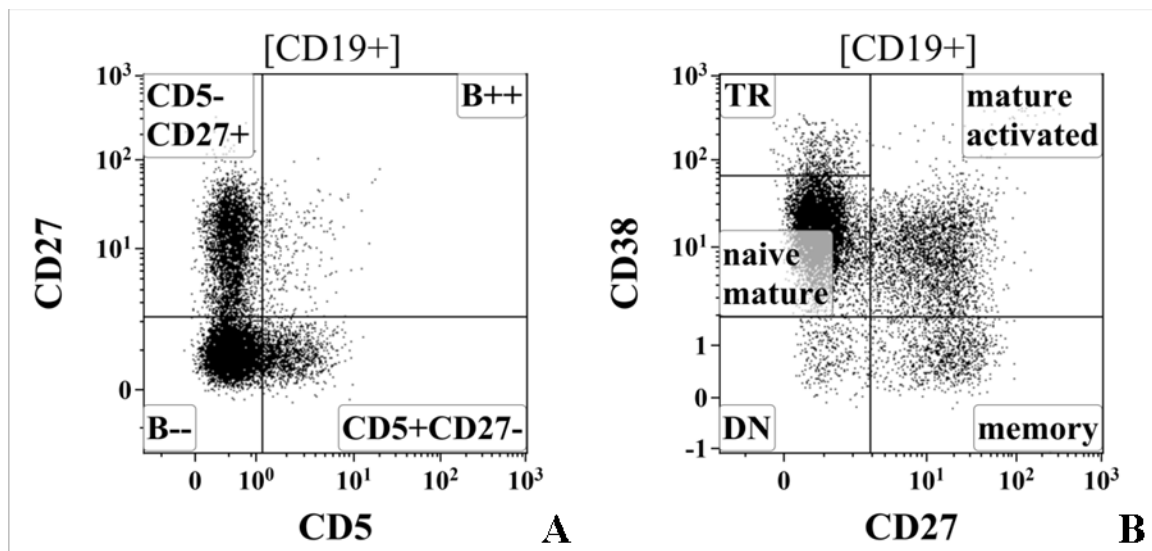 [CD19+]
10³
CD5-
CD27+
B++
10²
CD27
10¹
0
B--
CD5+CD27-
0
10⁰
10¹
10²
10³
CD5
A
[CD19+]
10³
TR
mature
activated
10²
CD38
10¹
naive
mature
1
0
DN
memory
-1
0
10¹
10²
10³
CD27
B